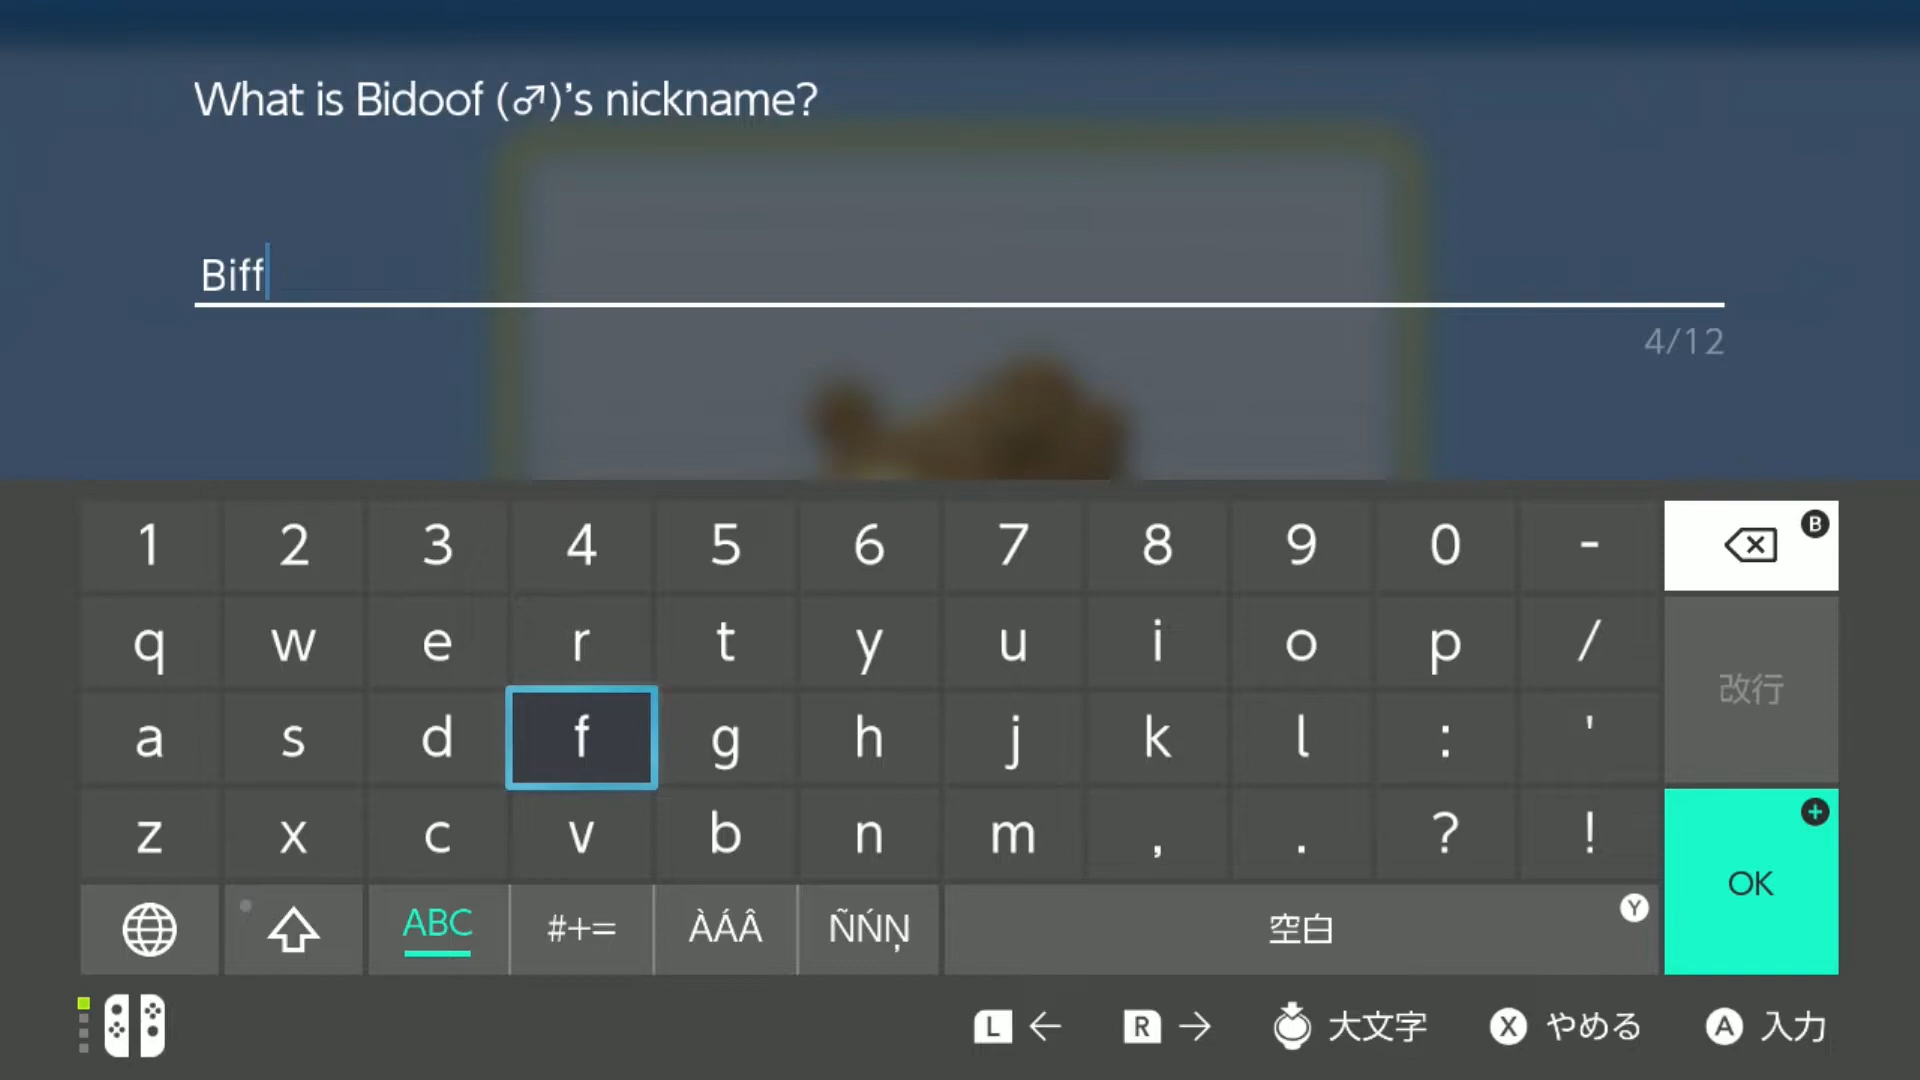 What is Bidoof (♂)’s nickname?
Biff
4/12
1 2 3 4 5 6 7 8 9 0 - B
q w e r t y u i o p /
改行
a s d f g h j k l : '
z x c v b n m , . ? ! +
OK
ABC #+= ÀÁÂ ÑŃŅ 空白 Y
L ← R → 大文字 X やめる A 入力